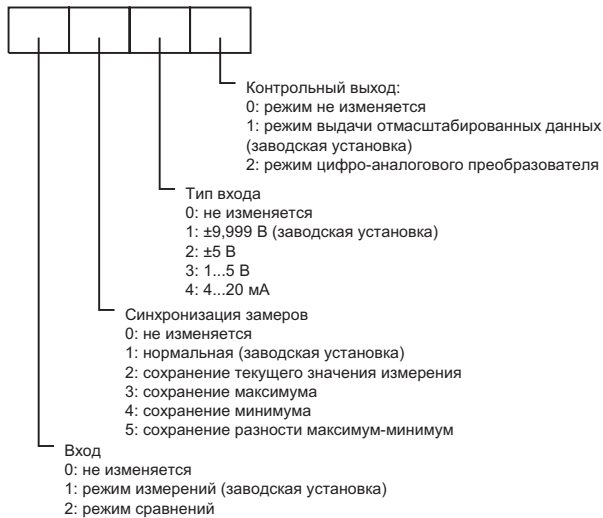 Контрольный выход:
0: режим не изменяется
1: режим выдачи отмасштабированных данных
(заводская установка)
2: режим цифро-аналогового преобразователя
Тип входа
0: не изменяется
1: ±9,999 В (заводская установка)
2: ±5 В
3: 1...5 В
4: 4...20 мА
Синхронизация замеров
0: не изменяется
1: нормальная (заводская установка)
2: сохранение текущего значения измерения
3: сохранение максимума
4: сохранение минимума
5: сохранение разности максимум-минимум
Вход
0: не изменяется
1: режим измерений (заводская установка)
2: режим сравнений